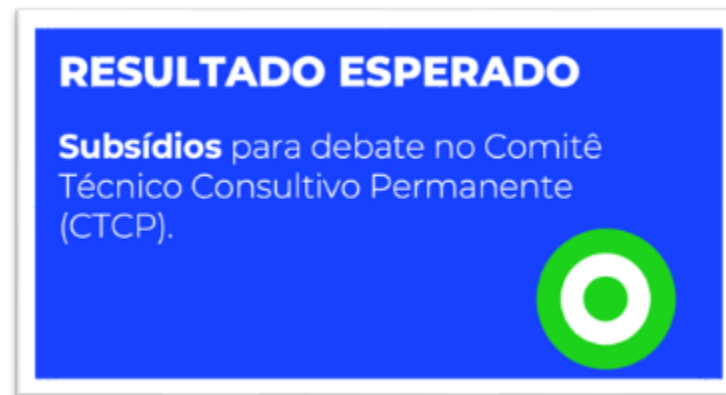 RESULTADO ESPERADO
Subsídios para debate no Comitê
Técnico Consultivo Permanente
(CTCP).